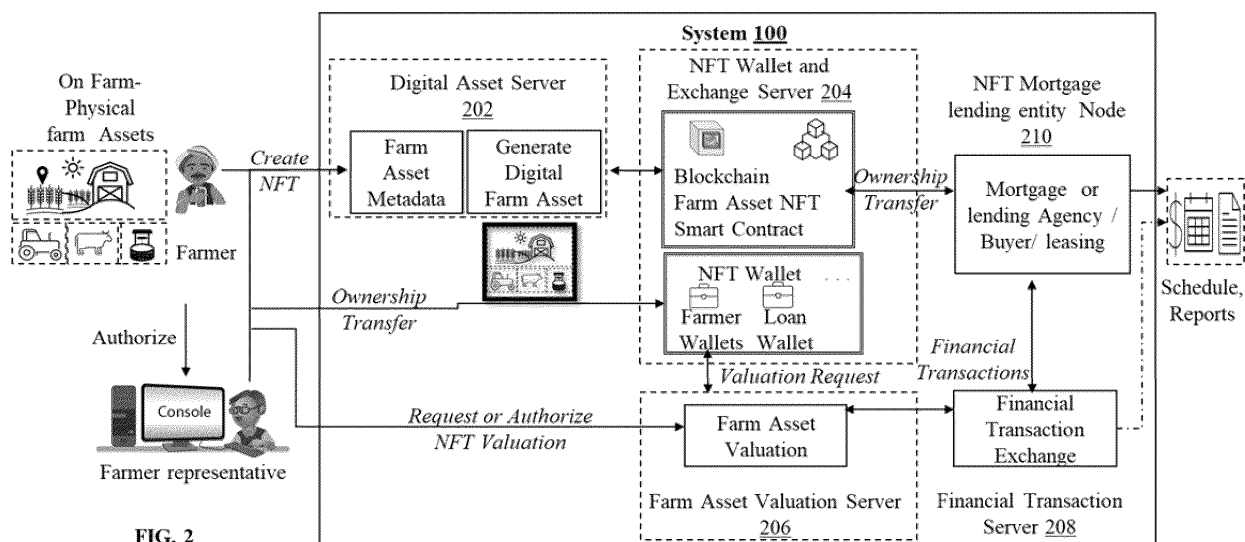 System 100
On Farm-
Physical
farm Assets
Farmer
Authorize
Console
Farmer representative
FIG. 2
Create
NFT
Ownership
Transfer
Request or Authorize
NFT Valuation
Digital Asset Server
202
Farm
Asset
Metadata
Generate
Digital
Farm Asset
NFT Wallet and
Exchange Server 204
Blockchain
Farm Asset NFT
Smart Contract
NFT Wallet . . .
Farmer
Wallets
Loan
Wallet
Valuation Request
Farm Asset
Valuation
Farm Asset Valuation Server
206
Ownership
Transfer
NFT Mortgage
lending entity Node
210
Mortgage or
lending Agency /
Buyer/ leasing
Financial
Transactions
Financial
Transaction
Exchange
Financial Transaction
Server 208
$
Schedule,
Reports